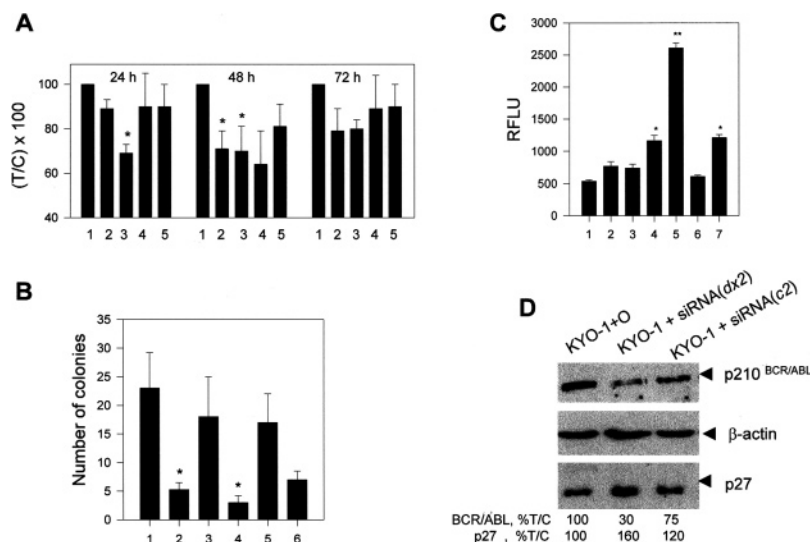 A
24 h
48 h
72 h
(T/C) x 100
100
80
60
40
1 2 3 4 5 1 2 3 4 5 1 2 3 4 5
* * *
C
RFLU
3000
2500
2000
1500
1000
500
0
* ** *
1 2 3 4 5 6 7
B
Number of colonies
35
30
25
20
15
10
5
0
* *
1 2 3 4 5 6
D
KYO-1+O
KYO-1 + siRNA(dx2)
KYO-1 + siRNA(c2)
p210 BCR/ABL
β-actin
p27
BCR/ABL, %T/C 100 30 75
p27 , %T/C 100 160 120